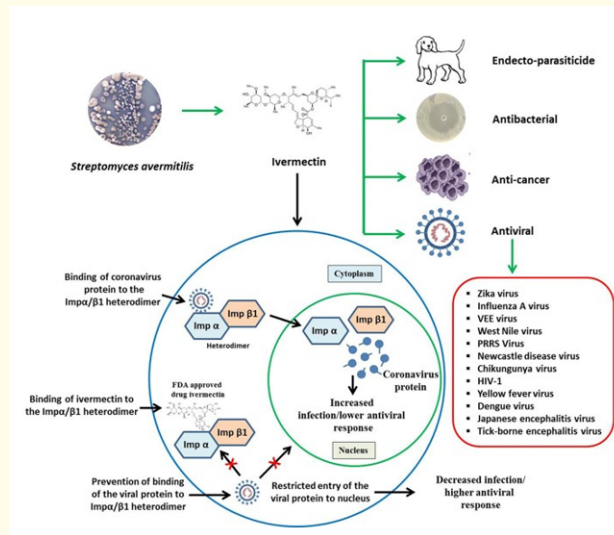 Endecto-parasiticide
Streptomyces avermitilis
Ivermectin
Antibacterial
Anti-cancer
Antiviral
Binding of coronavirus
protein to the
Impα/β1 heterodimer
Cytoplasm
Imp α
Imp β1
Heterodimer
Imp α
Imp β1
Coronavirus
protein
Increased
infection/lower antiviral
response
Nucleus
Zika virus
Influenza A virus
VEE virus
West Nile virus
PRRS Virus
Newcastle disease virus
Chikungunya virus
HIV-1
Yellow fever virus
Dengue virus
Japanese encephalitis virus
Tick-borne encephalitis virus
Binding of ivermectin to
the Impα/β1 heterodimer
FDA approved
drug ivermectin
Imp α
Imp β1
Prevention of binding
of the viral protein to
Impα/β1 heterodimer
Restricted entry of the
viral protein to nucleus
Decreased infection/
higher antiviral
response